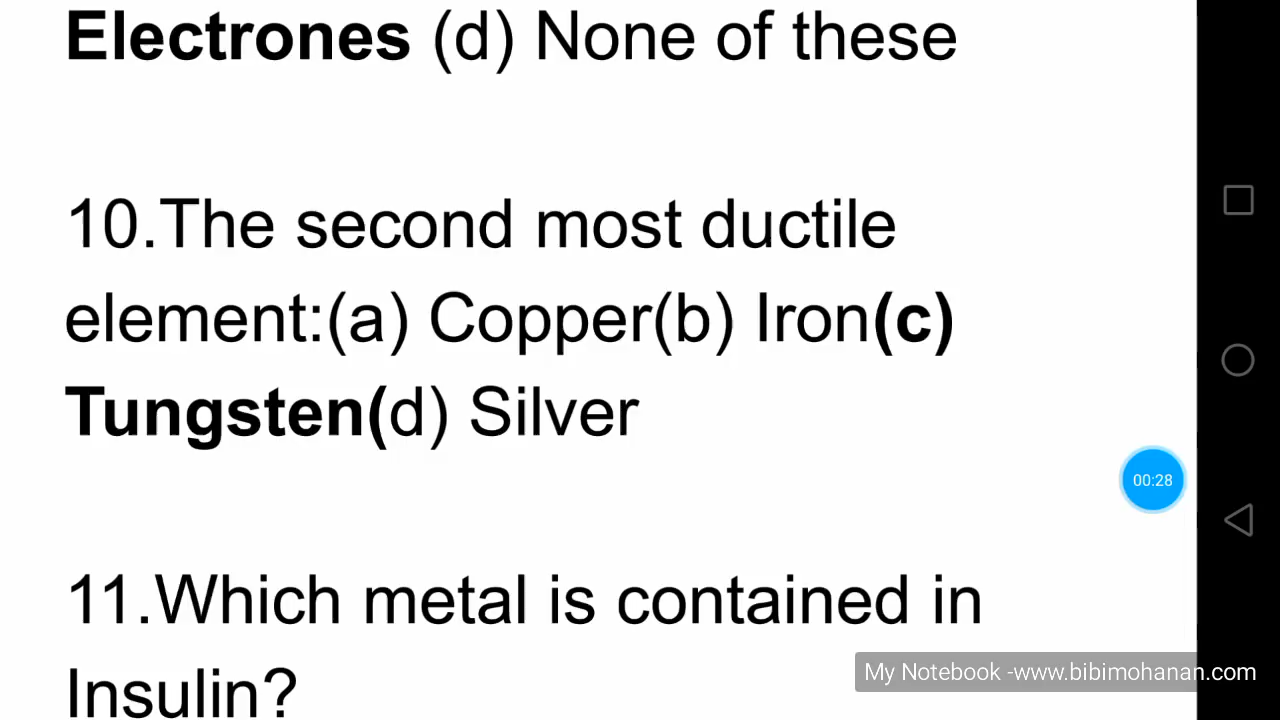 Electrones (d) None of these
10.The second most ductile
element:(a) Copper(b) Iron(c)
Tungsten(d) Silver
00:28
11.Which metal is contained in
Insulin?
My Notebook -www.bibimohanan.com